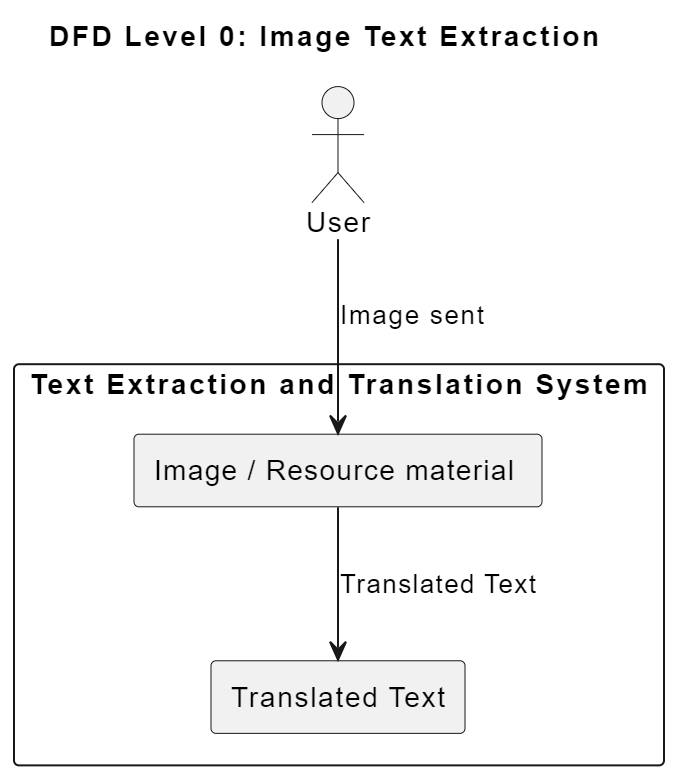 DFD Level 0: Image Text Extraction
User
Image sent
Text Extraction and Translation System
Image / Resource material
Translated Text
Translated Text